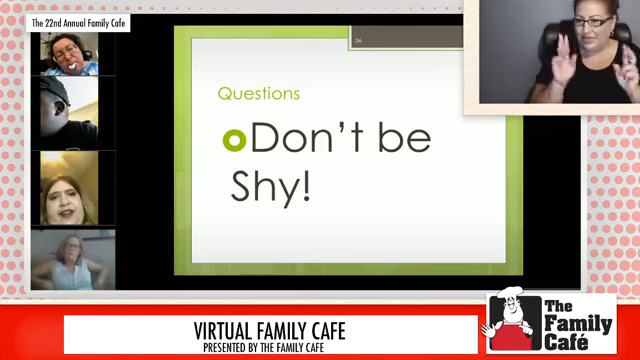 The 22nd Annual Family Cafe
36
Questions
Don't be
Shy!
VIRTUAL FAMILY CAFE
PRESENTED BY THE FAMILY CAFE
The
Family
Café